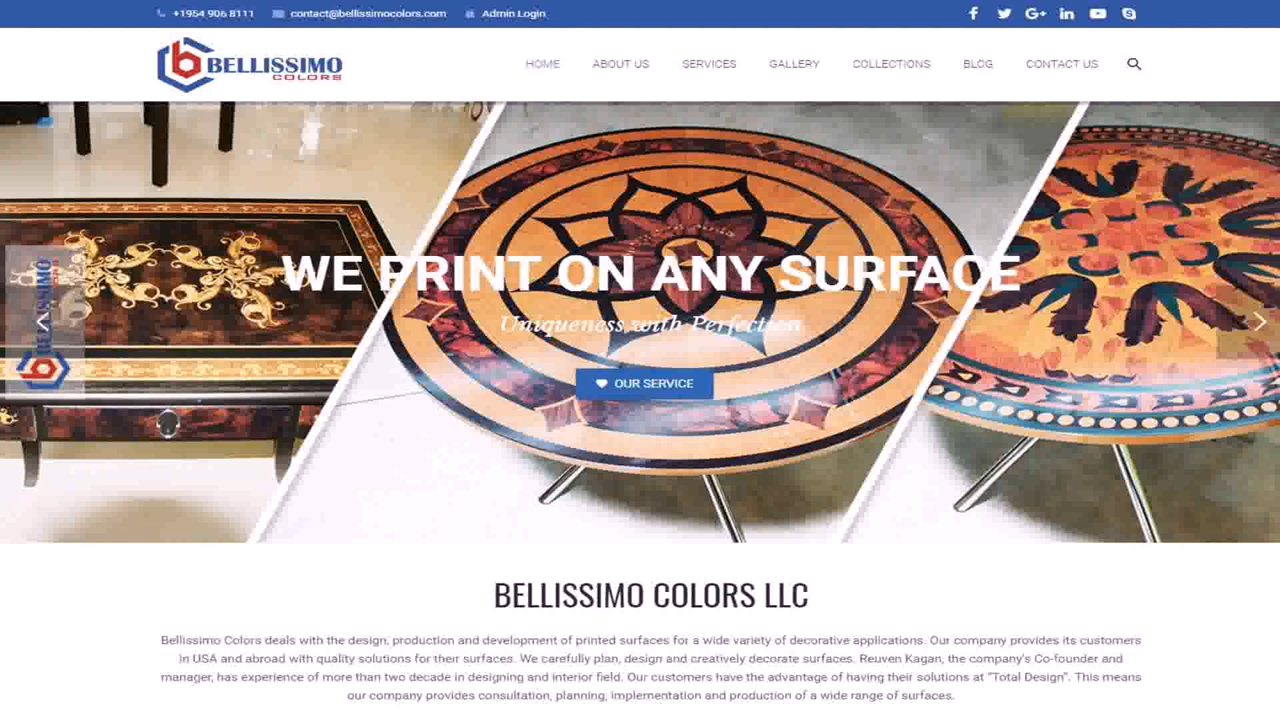 +1954 906 8111 contact@bellissimocolors.com Admin Login
BELLISSIMO
COLORS
HOME ABOUT US SERVICES GALLERY COLLECTIONS BLOG CONTACT US
WE PRINT ON ANY SURFACE
Uniqueness with Perfection
OUR SERVICE
BELLISSIMO
BELLISSIMO COLORS LLC
Bellissimo Colors deals with the design, production and development of printed surfaces for a wide variety of decorative applications. Our company provides its customers
in USA and abroad with quality solutions for their surfaces. We carefully plan, design and creatively decorate surfaces. Reuven Kagan, the company's Co-founder and
manager, has experience of more than two decade in designing and interior field. Our customers have the advantage of having their solutions at "Total Design". This means
our company provides consultation, planning, implementation and production of a wide range of surfaces.